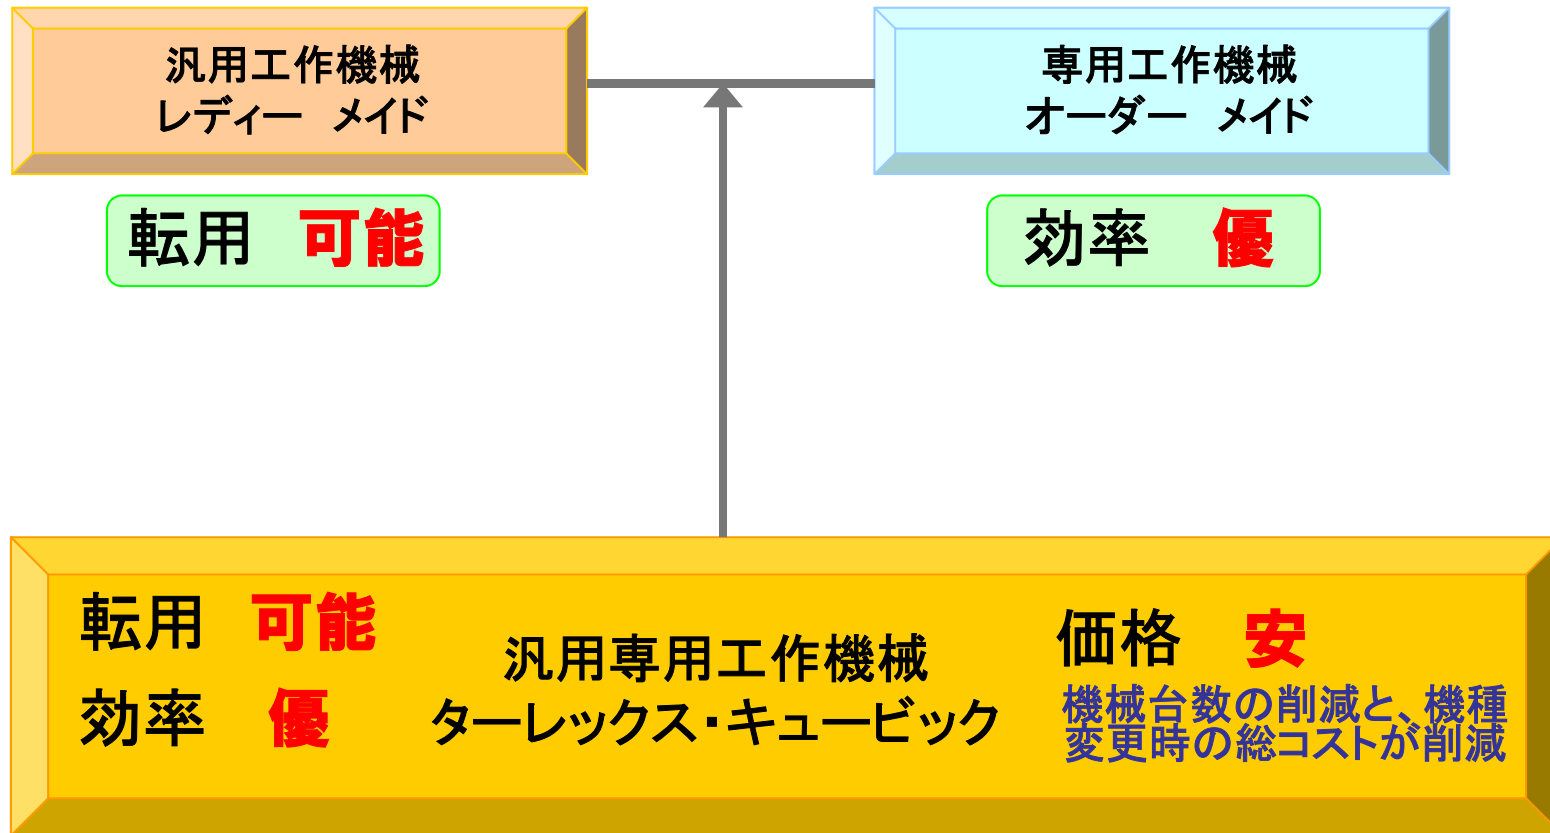 汎用工作機械
レディー　メイド
専用工作機械
オーダー　メイド
転用　可能
効率　優
転用　可能
効率　優
汎用専用工作機械
ターレックス・キュービック
価格　安
機械台数の削減と、機種
変更時の総コストが削減